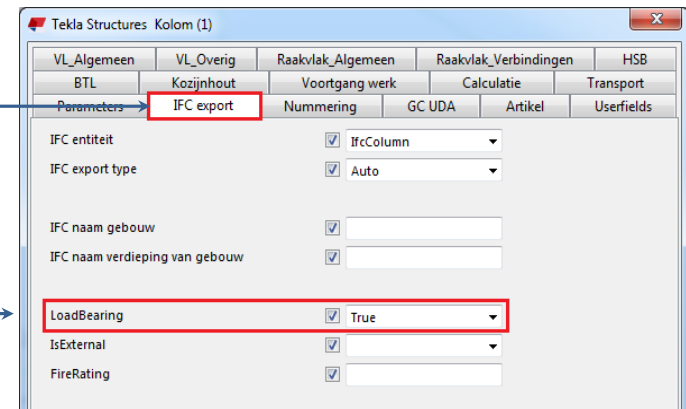 Tekla Structures Kolom (1)
VL_Algemeen VL_Overig Raakvlak_Algemeen Raakvlak_Verbindingen HSB
BTL Kozijnhout Voortgang werk Calculatie Transport
Parameters IFC export Nummering GC UDA Artikel Userfields
IFC entiteit IfcColumn
IFC export type Auto
IFC naam gebouw
IFC naam verdieping van gebouw
LoadBearing True
IsExternal
FireRating